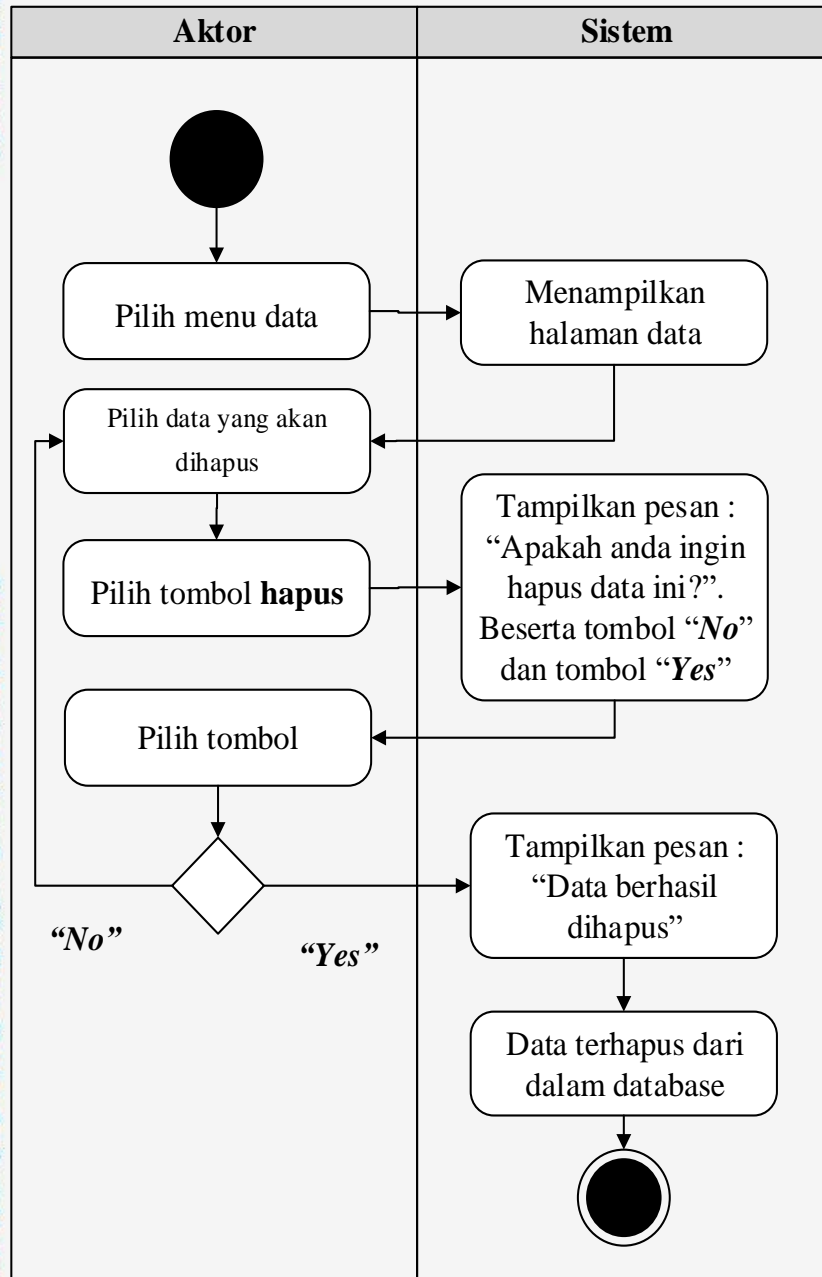 Aktor
Sistem
Pilih menu data
Menampilkan
halaman data
Pilih data yang akan
dihapus
Pilih tombol hapus
Tampilkan pesan :
“Apakah anda ingin
hapus data ini?”.
Beserta tombol “No”
dan tombol “Yes”
Pilih tombol
“No”
“Yes”
Tampilkan pesan :
“Data berhasil
dihapus”
Data terhapus dari
dalam database